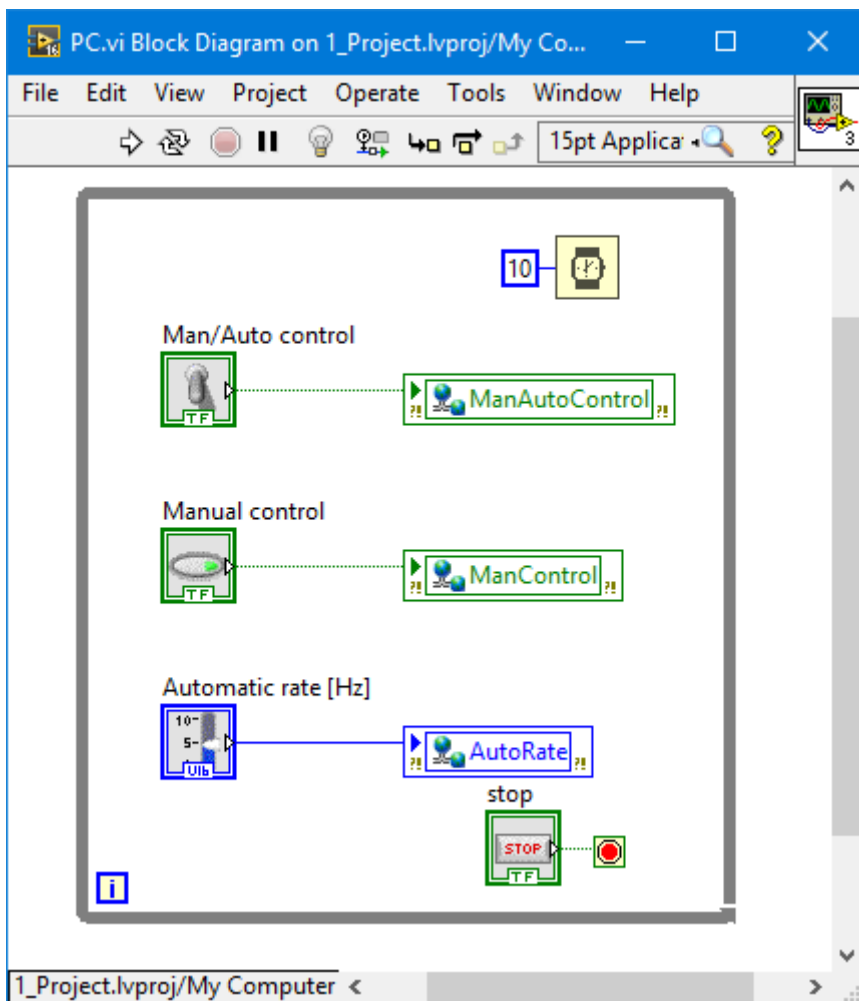 PC.vi Block Diagram on 1_Project.lvproj/My Co...
File Edit View Project Operate Tools Window Help
15pt Applica
3
10
Man/Auto control
TF
ManAutoControl
?!
?!
Manual control
TF
ManControl
?!
?!
Automatic rate [Hz]
10
5
U16
AutoRate
?!
?!
stop
STOP
TF
i
1_Project.lvproj/My Computer